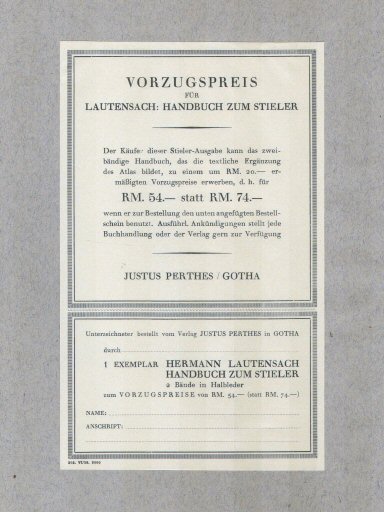 VORZUGSPREIS
FÜR
LAUTENSACH: HANDBUCH ZUM STIELER
Der Käufer dieser Stieler-Ausgabe kann das zwei-
bändige Handbuch, das die textliche Ergänzung
des Atlas bildet, zu einem um RM. 20.— er-
mäßigten Vorzugspreise erwerben, d. h. für
RM. 54.— statt RM. 74.—
wenn er zur Bestellung den unten angefügten Bestell-
schein benutzt. Ausführl. Ankündigungen stellt jede
Buchhandlung oder der Verlag gern zur Verfügung
JUSTUS PERTHES / GOTHA
Unterzeichneter bestellt vom Verlag JUSTUS PERTHES in GOTHA
durch
1 EXEMPLAR HERMANN LAUTENSACH
HANDBUCH ZUM STIELER
2 Bände in Halbleder
zum VORZUGSPREISE von RM. 54.— (statt RM. 74.—)
NAME:
ANSCHRIFT: